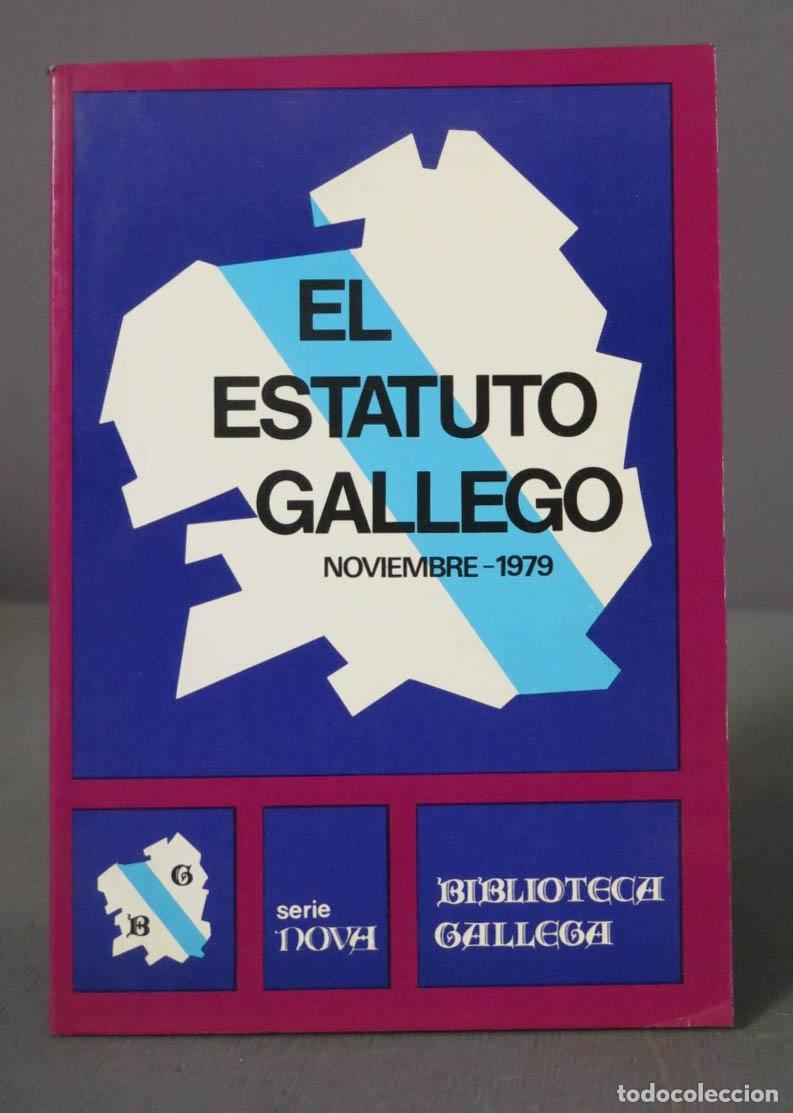 EL
ESTATUTO
GALLEGO
NOVIEMBRE-1979
G
B
serie
NOVA
BIBLIOTECA
GALLEGA
todocoleccion